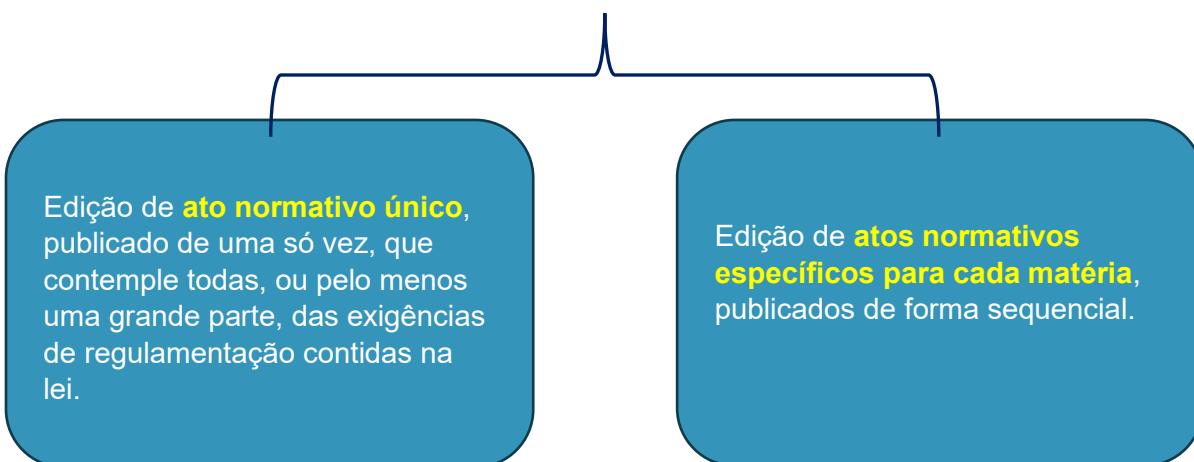 Edição de ato normativo único,
publicado de uma só vez, que
contemple todas, ou pelo menos
uma grande parte, das exigências
de regulamentação contidas na
lei.
Edição de atos normativos
específicos para cada matéria,
publicados de forma sequencial.